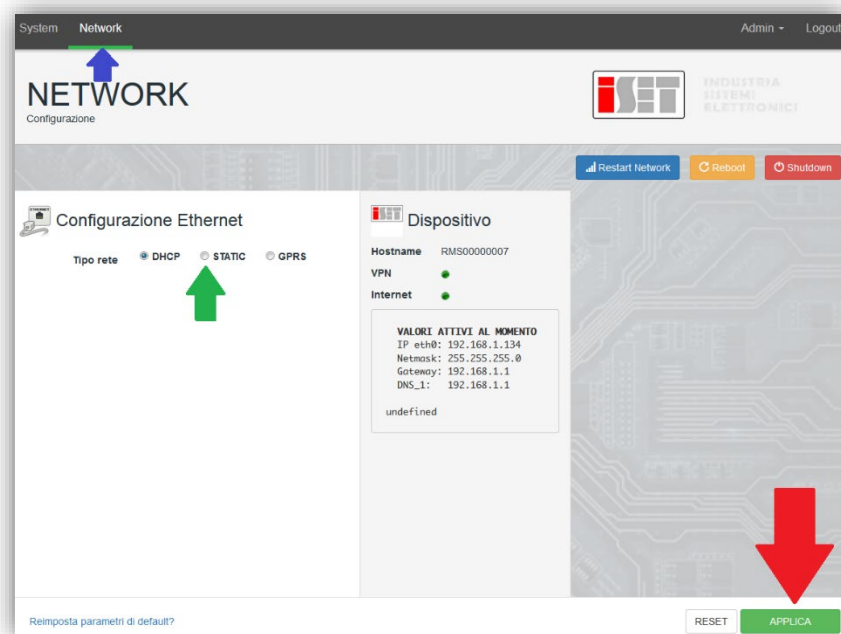 System Network Admin Logout
NETWORK
Configurazione
iSET
INDUSTRIA
SISTEMI
ELETTRONICI
Restart Network Reboot Shutdown
Configurazione Ethernet
Tipo rete DHCP STATIC GPRS
iSET Dispositivo
Hostname RMS00000007
VPN
Internet
VALORI ATTIVI AL MOMENTO
IP eth0: 192.168.1.134
Netmask: 255.255.255.0
Gateway: 192.168.1.1
DNS_1: 192.168.1.1
undefined
Reimposta parametri di default? RESET APPLICA